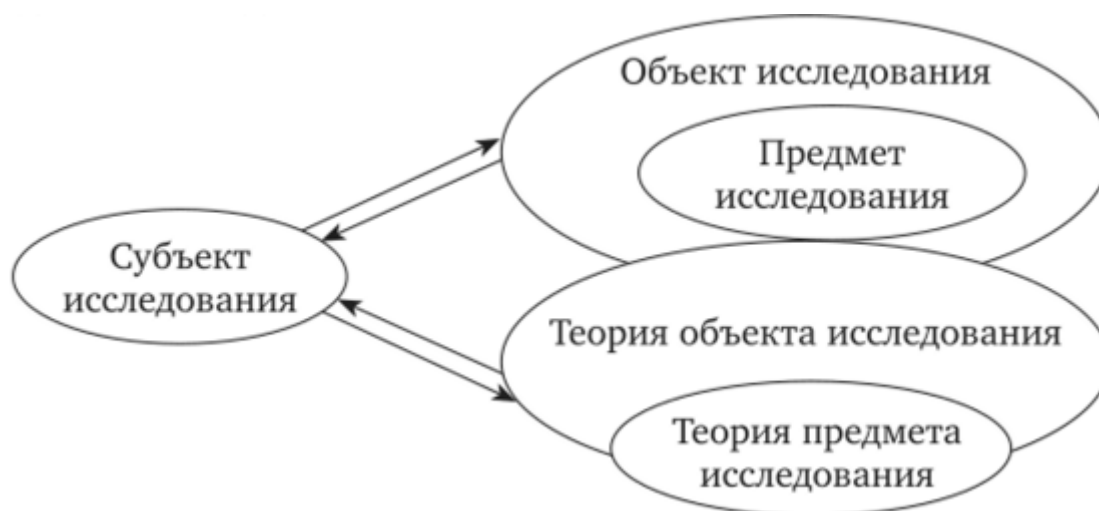 Объект исследования
Предмет
исследования
Субъект
исследования
Теория объекта исследования
Теория предмета
исследования